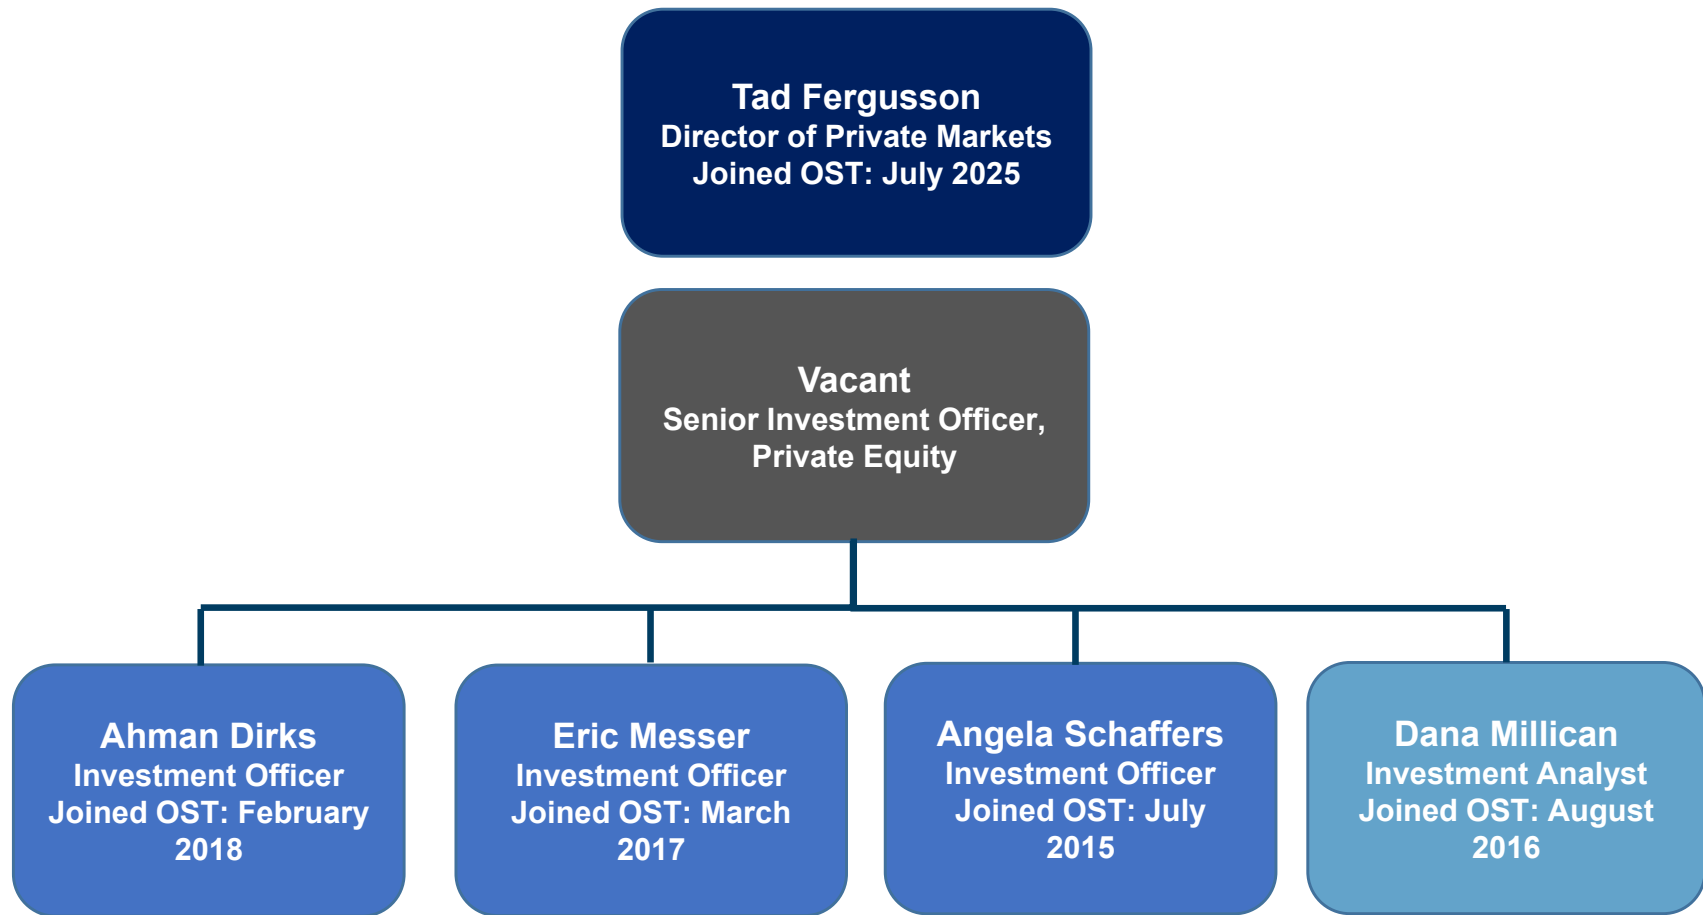 Tad Fergusson
Director of Private Markets
Joined OST: July 2025
Vacant
Senior Investment Officer,
Private Equity
Ahman Dirks
Investment Officer
Joined OST: February
2018
Eric Messer
Investment Officer
Joined OST: March
2017
Angela Schaffers
Investment Officer
Joined OST: July
2015
Dana Millican
Investment Analyst
Joined OST: August
2016